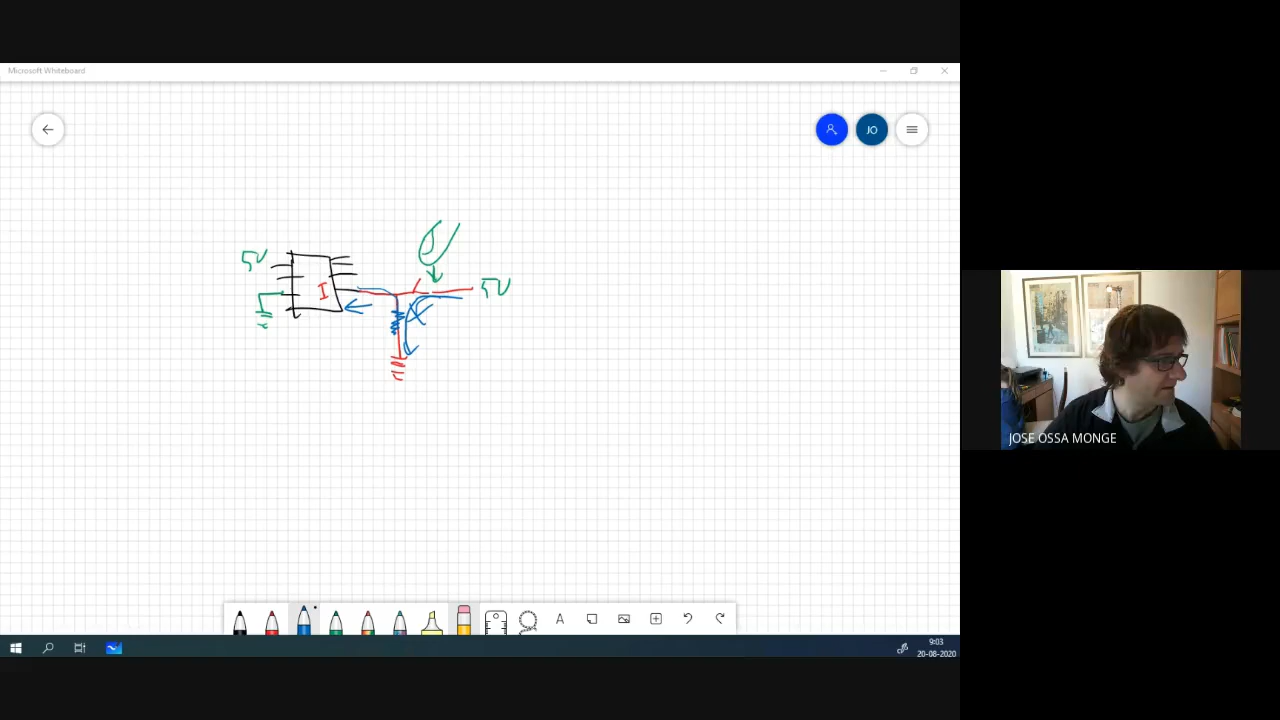 Microsoft Whiteboard
JO
5V
I
5V
A
JOSE OSSA MONGE
9:03
20-08-2020